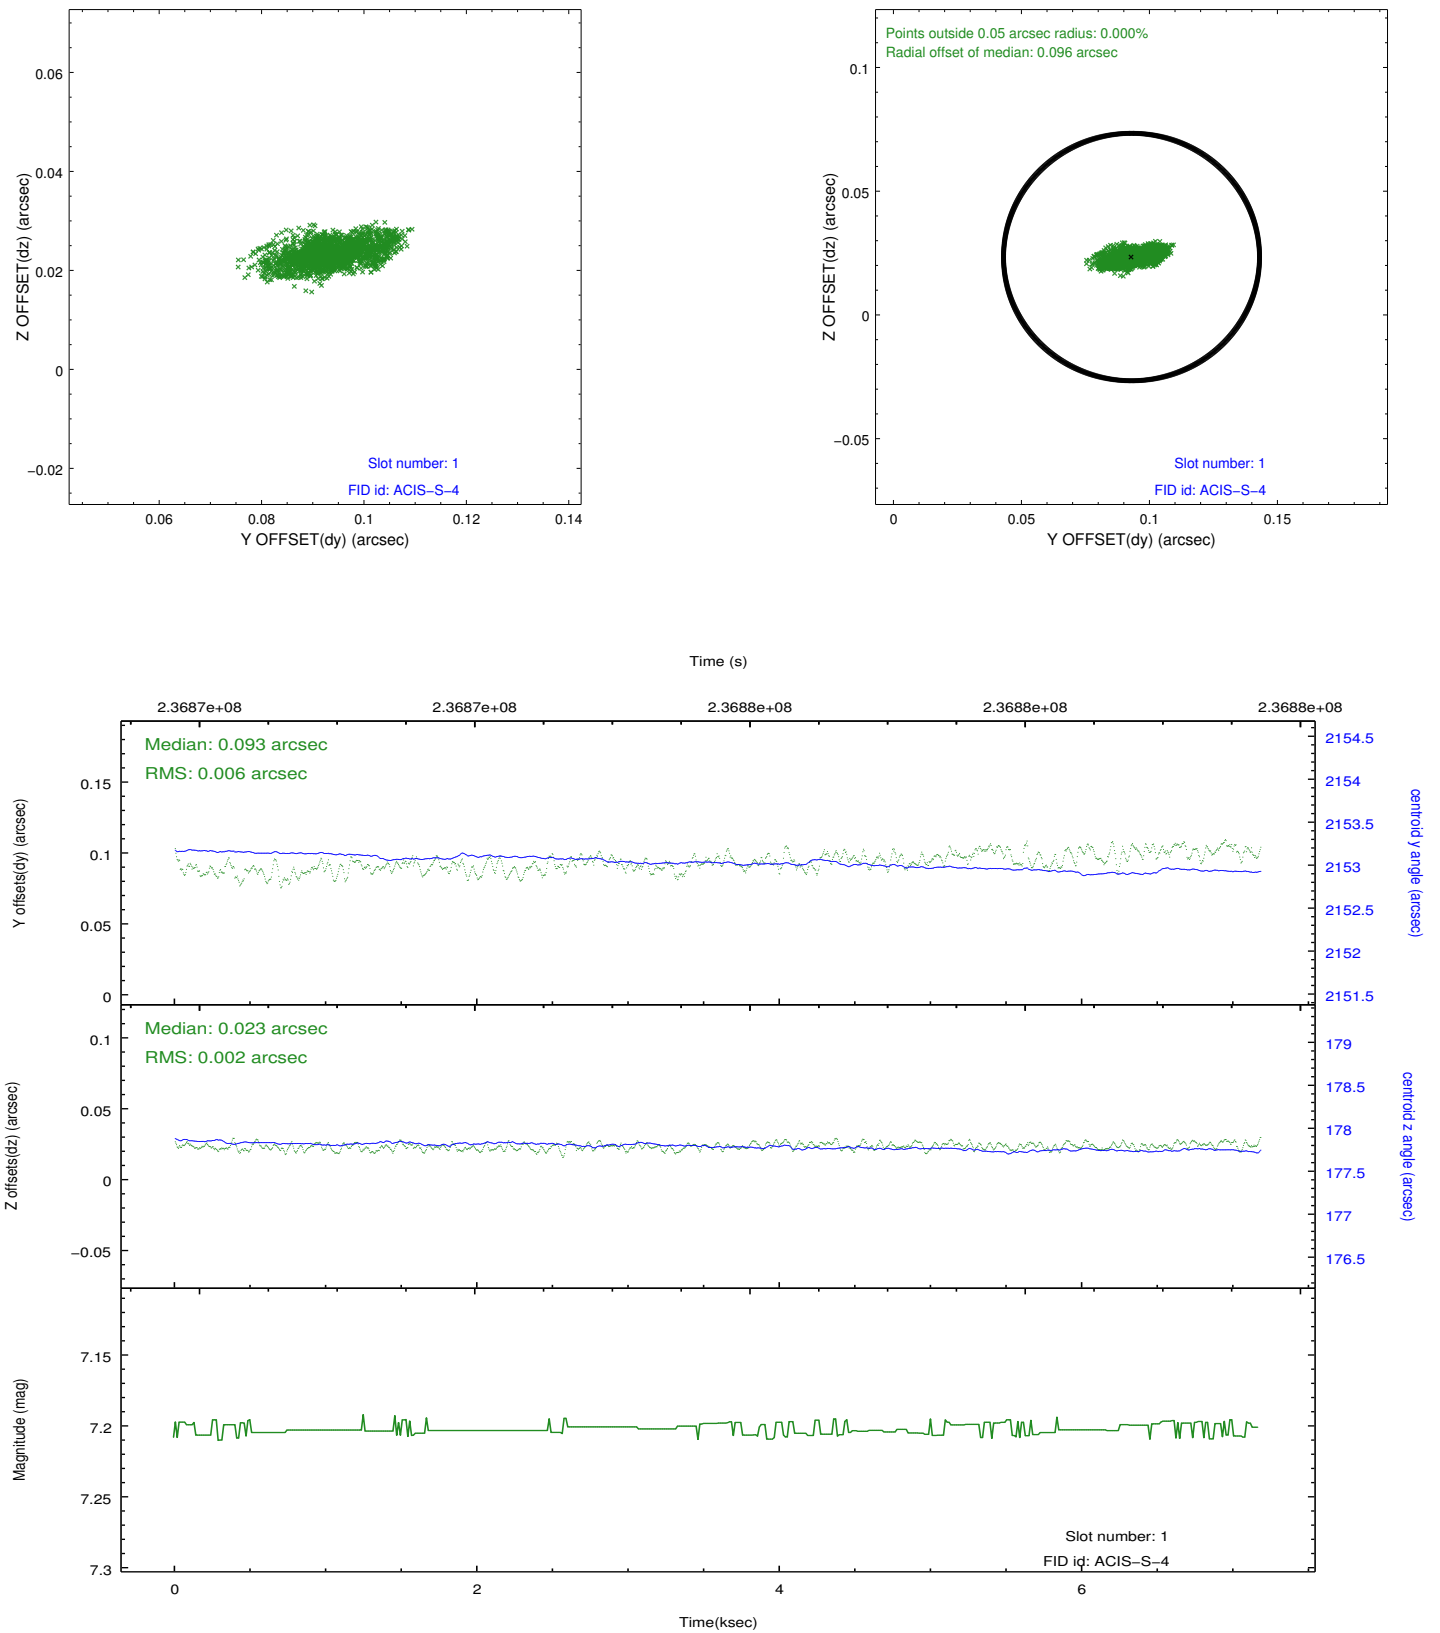 0.06
0.04
0.02
0
−0.02
Z OFFSET(dz) (arcsec)
Slot number: 1
FID id: ACIS−S−4
0.06 0.08 0.1 0.12 0.14
Y OFFSET(dy) (arcsec)
Points outside 0.05 arcsec radius: 0.000%
Radial offset of median: 0.096 arcsec
0.1
0.05
0
−0.05
Z OFFSET(dz) (arcsec)
Slot number: 1
FID id: ACIS−S−4
0 0.05 0.1 0.15
Y OFFSET(dy) (arcsec)
Time (s)
2.3687e+08 2.3687e+08 2.3688e+08 2.3688e+08 2.3688e+08
Median: 0.093 arcsec
RMS: 0.006 arcsec
0.15
0.1
0.05
0
Y offsets(dy) (arcsec)
2154.5
2154
2153.5
2153
2152.5
2152
2151.5
centroid y angle (arcsec)
Median: 0.023 arcsec
RMS: 0.002 arcsec
0.1
0.05
0
−0.05
Z offsets(dz) (arcsec)
179
178.5
178
177.5
177
176.5
centroid z angle (arcsec)
7.15
7.2
7.25
7.3
Magnitude (mag)
Slot number: 1
FID id: ACIS−S−4
0 2 4 6
Time(ksec)